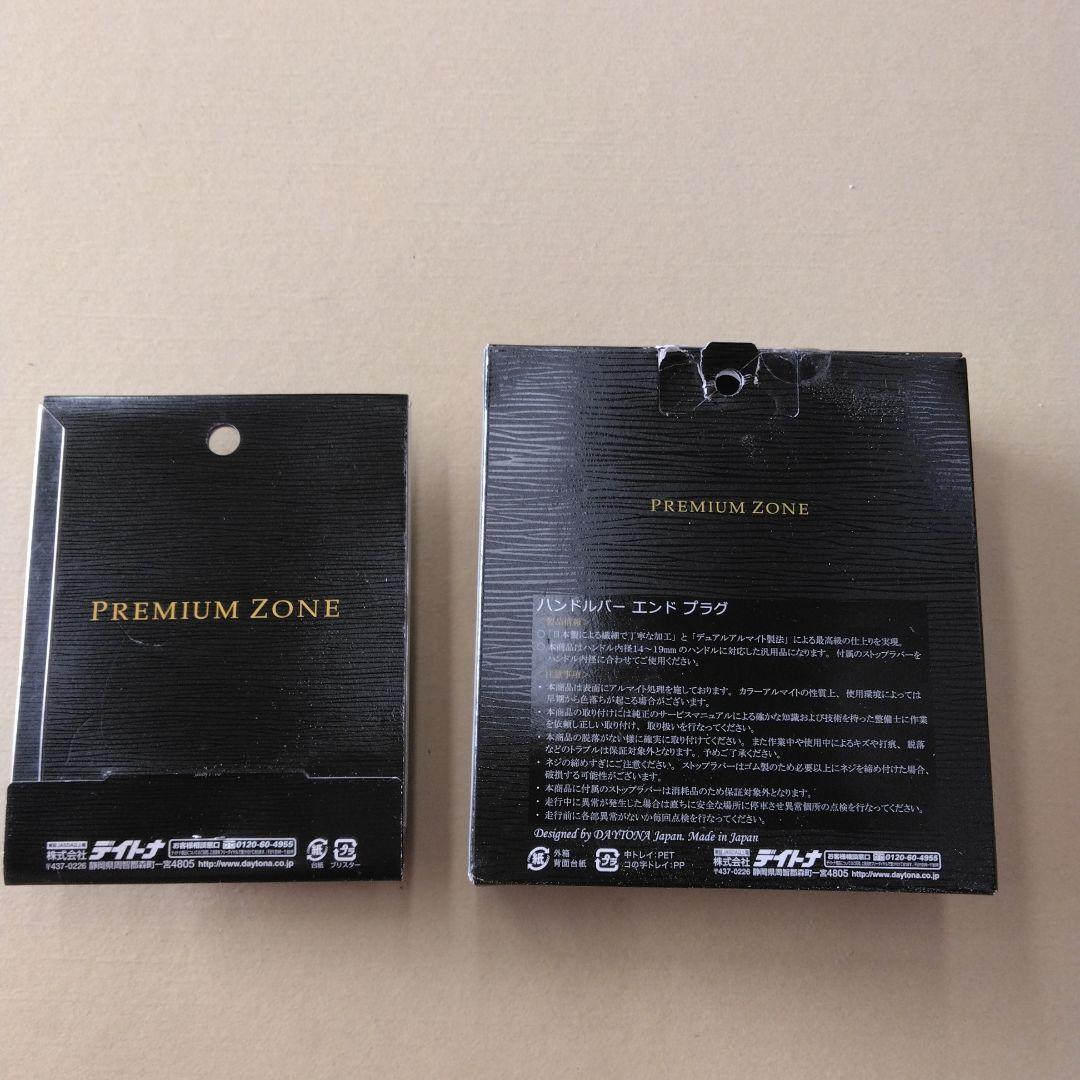 PREMIUM ZONE
株式会社 デイトナ お客様相談窓口 0120-60-4955
〒437-0226 静岡県周智郡森町一宮4805 http://www.daytona.co.jp
紙 台紙 プラ ブリスター
PREMIUM ZONE
ハンドルバー エンド プラグ
<製品情報>
○「日本製による繊細で丁寧な加工」と「デュアルアルマイト製法」による最高級の仕上りを実現。
○本商品はハンドル内径14〜19mmのハンドルに対応した汎用品になります。付属のストップラバーを
ハンドル内径に合わせてご使用ください。
<注意事項>
・本商品は表面にアルマイト処理を施しております。カラーアルマイトの性質上、使用環境によっては
早期から色落ちが起こる場合がございます。
・本商品の取り付けには純正のサービスマニュアルによる確かな知識および技術を持った整備士に作業
を依頼し正しい取り付け、取り扱いを行なってください。
・本商品の脱落がない様に確実に取り付けてください。また作業中や使用中によるキズや打痕、脱落
などのトラブルは保証対象外となります。予めご了承ください。
・ネジの締めすぎにご注意ください。ストップラバーはゴム製のため必要以上にネジを締め付けた場合、
破損する可能性がございます。
・本商品に付属のストップラバーは消耗品のため保証対象外となります。
・走行中に異常が発生した場合は直ちに安全な場所に停車させ異常個所の点検を行なってください。
・走行前に各部異常がないか毎回点検を行なってください。
Designed by DAYTONA Japan. Made in Japan
紙 外箱 背面台紙 プラ 中トレイ:PET コの字トレイ:PP
株式会社 デイトナ お客様相談窓口 0120-60-4955
〒437-0226 静岡県周智郡森町一宮4805 http://www.daytona.co.jp